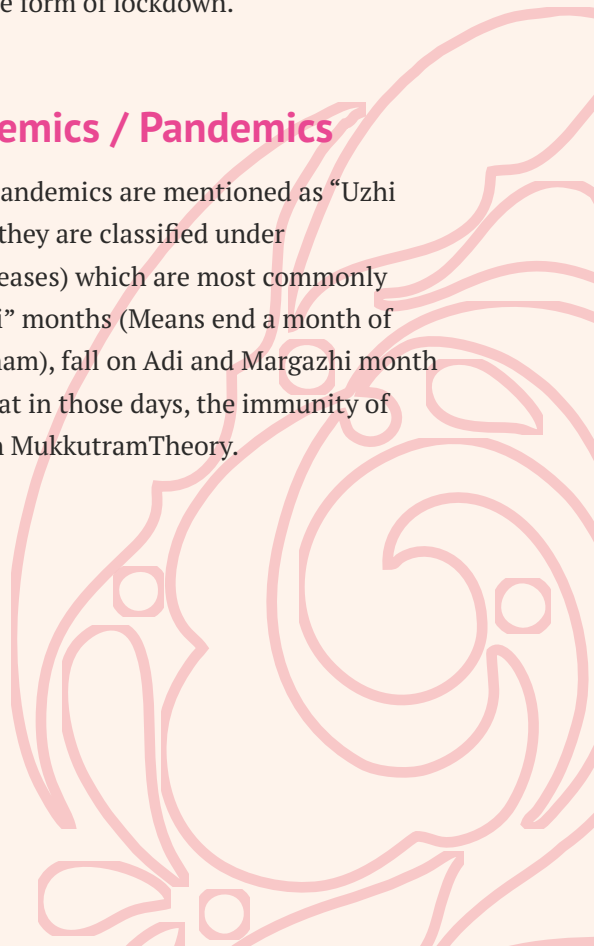 e form of lockdown.
emics / Pandemics
andemics are mentioned as “Uzhi
they are classified under
eases) which are most commonly
i” months (Means end a month of
am), fall on Adi and Margazhi month
at in those days, the immunity of
MukkutramTheory.